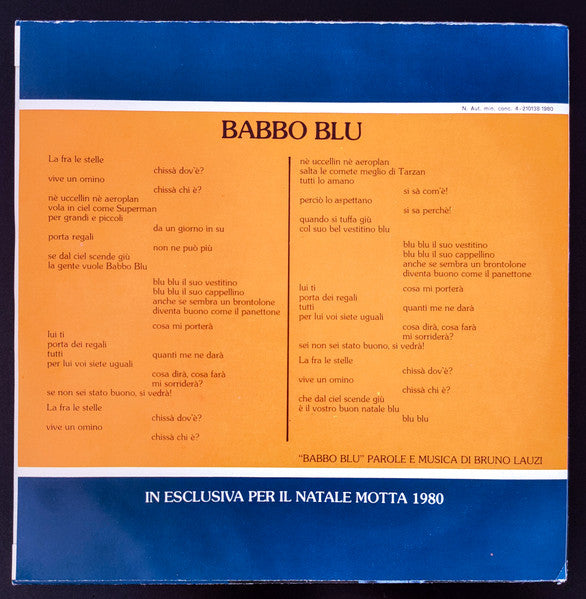 N. Aut. min. conc. 4-210138-1980
BABBO BLU
La fra le stelle
chissà dov'è?
vive un omino
chissà chi è?
nè uccellin nè aeroplan
vola in ciel come Superman
per grandi e piccoli
da un giorno in su
porta regali
non ne può più
se dal ciel scende giù
la gente vuole Babbo Blu
blu blu il suo vestitino
blu blu il suo cappellino
anche se sembra un brontolone
diventa buono come il panettone
cosa mi porterà
lui ti
porta dei regali
tutti
quanti me ne darà
per lui voi siete uguali
cosa dirà, cosa farà
mi sorriderà?
se non sei stato buono, si vedrà!
La fra le stelle
chissà dov'è?
vive un omino
chissà chi è?
nè uccellin nè aeroplan
salta le comete meglio di Tarzan
tutti lo amano
si sà com'è!
perciò lo aspettano
si sa perchè!
quando si tuffa giù
col suo bel vestitino blu
blu blu il suo vestitino
blu blu il suo cappellino
anche se sembra un brontolone
diventa buono come il panettone
lui ti
cosa mi porterà
porta dei regali
tutti
quanti me ne darà
per lui voi siete uguali
cosa dirà, cosa farà
mi sorriderà?
sei non sei stato buono, si vedrà!
La fra le stelle
chissà dov'è?
vive un omino
chissà chi è?
che dal ciel scende giù
è il vostro buon natale blu
blu blu
"BABBO BLU" PAROLE E MUSICA DI BRUNO LAUZI
IN ESCLUSIVA PER IL NATALE MOTTA 1980